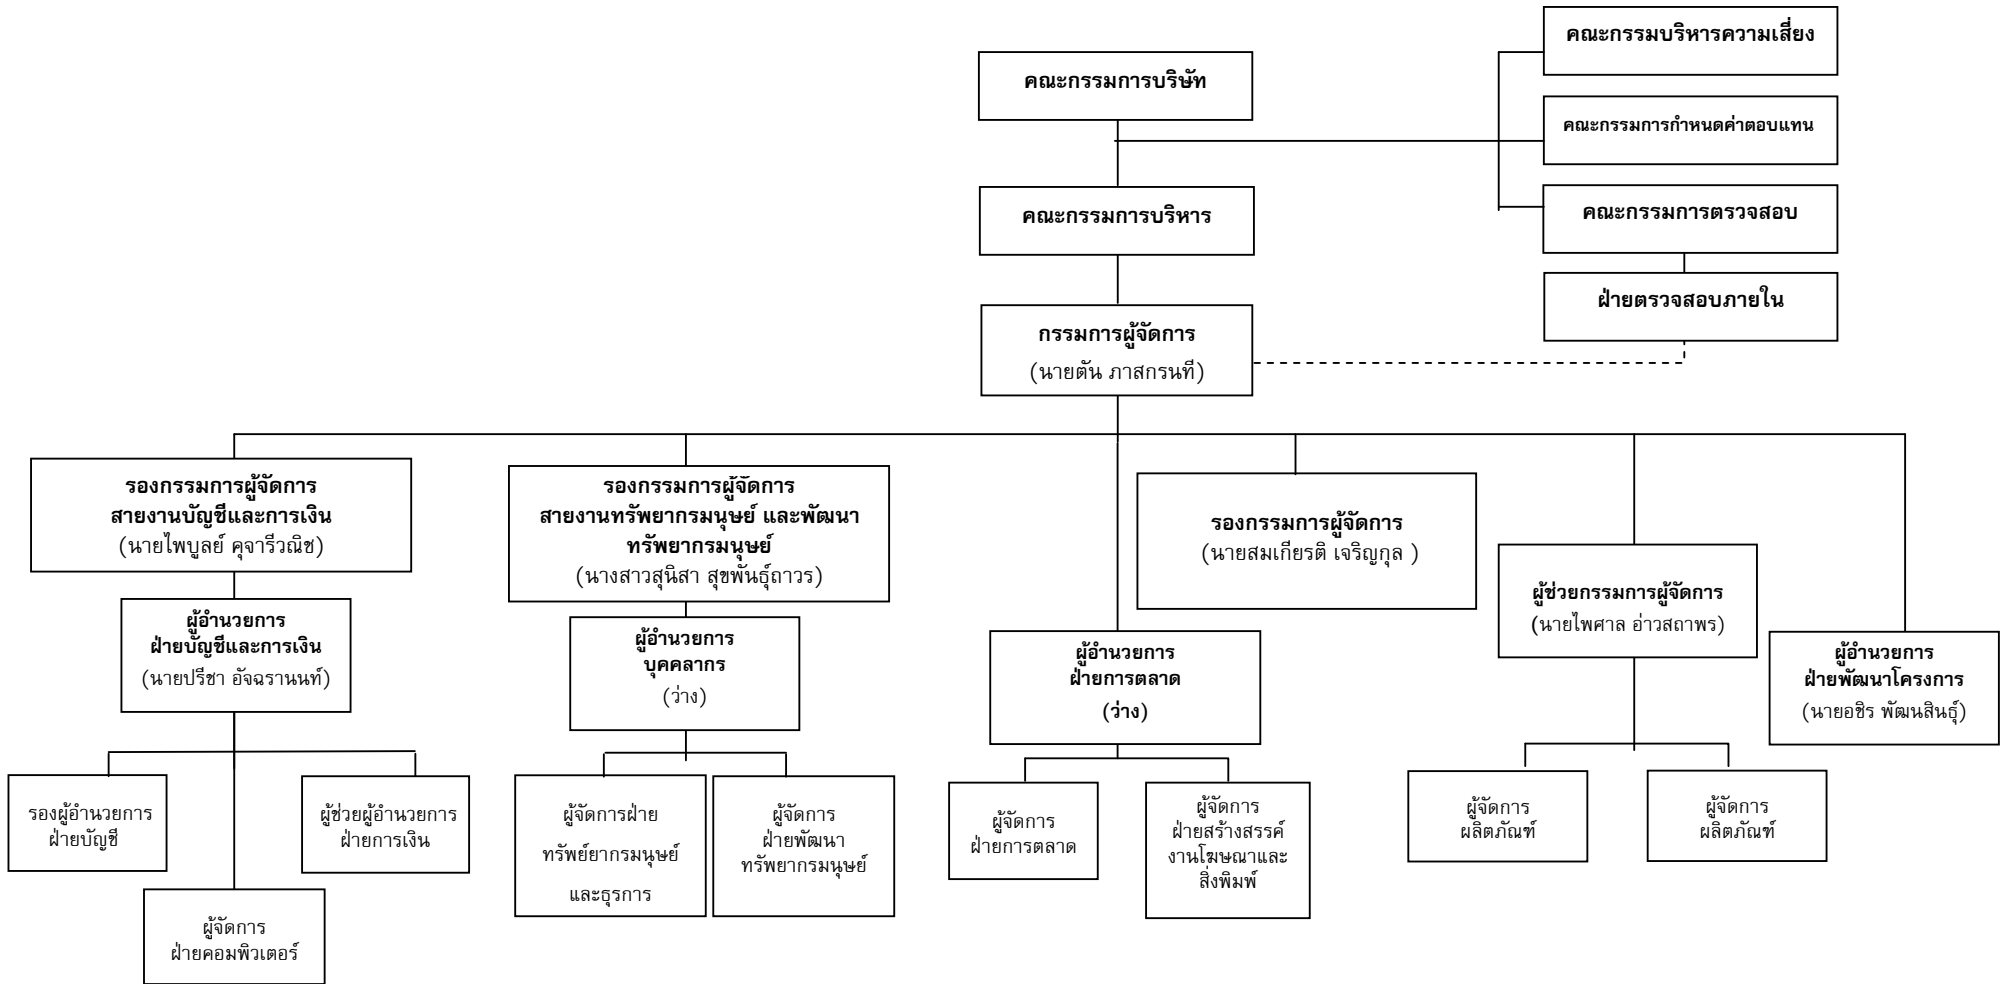 คณะกรรมบริหารความเสี่ยง
คณะกรรมการบริษัท
คณะกรรมการกำหนดค่าตอบแทน
คณะกรรมการบริหาร
คณะกรรมการตรวจสอบ
ฝ่ายตรวจสอบภายใน
กรรมการผู้จัดการ
(นายตัน ภาสกรนที)
รองกรรมการผู้จัดการ
สายงานบัญชีและการเงิน
(นายไพบูลย์ คุจารีวณิช)
รองกรรมการผู้จัดการ
สายงานทรัพยากรมนุษย์ และพัฒนา
ทรัพยากรมนุษย์
(นางสาวสุนิสา สุขพันธุ์ถาวร)
รองกรรมการผู้จัดการ
(นายสมเกียรติ เจริญกุล )
ผู้ช่วยกรรมการผู้จัดการ
(นายไพศาล อ่าวสถาพร)
ผู้อำนวยการ
ฝ่ายบัญชีและการเงิน
(นายปรีชา อัจฉรานนท์)
ผู้อำนวยการ
บุคคลากร
(ว่าง)
ผู้อำนวยการ
ฝ่ายการตลาด
(ว่าง)
ผู้อำนวยการ
ฝ่ายพัฒนาโครงการ
(นายอชิร พัฒนสินธุ์)
รองผู้อำนวยการ
ฝ่ายบัญชี
ผู้ช่วยผู้อำนวยการ
ฝ่ายการเงิน
ผู้จัดการฝ่าย
ทรัพย์ยากรมนุษย์
และธุรการ
ผู้จัดการ
ฝ่ายพัฒนา
ทรัพยากรมนุษย์
ผู้จัดการ
ฝ่ายการตลาด
ผู้จัดการ
ฝ่ายสร้างสรรค์
งานโฆษณาและ
สิ่งพิมพ์
ผู้จัดการ
ผลิตภัณฑ์
ผู้จัดการ
ผลิตภัณฑ์
ผู้จัดการ
ฝ่ายคอมพิวเตอร์